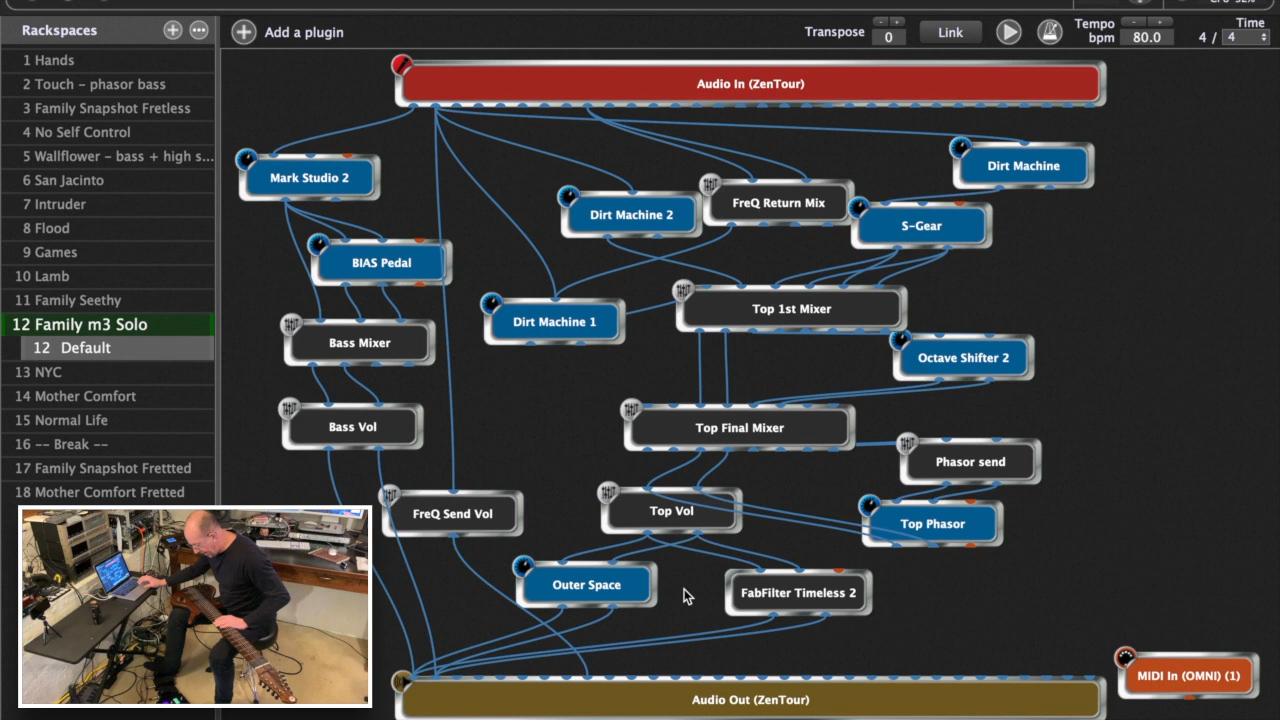 Rackspaces
Add a plugin
Transpose
- +
0
Link
Tempo
bpm
- +
80.0
Time
4 / 4
1 Hands
2 Touch – phasor bass
3 Family Snapshot Fretless
4 No Self Control
5 Wallflower – bass + high s...
6 San Jacinto
7 Intruder
8 Flood
9 Games
10 Lamb
11 Family Seethy
12 Family m3 Solo
12 Default
13 NYC
14 Mother Comfort
15 Normal Life
16 -- Break --
17 Family Snapshot Frettted
18 Mother Comfort Fretted
Audio In (ZenTour)
Mark Studio 2
Dirt Machine
Dirt Machine 2
FreQ Return Mix
S-Gear
BIAS Pedal
Top 1st Mixer
Dirt Machine 1
Bass Mixer
Octave Shifter 2
Bass Vol
Top Final Mixer
Phasor send
FreQ Send Vol
Top Vol
Top Phasor
Outer Space
FabFilter Timeless 2
MIDI In (OMNI) (1)
Audio Out (ZenTour)